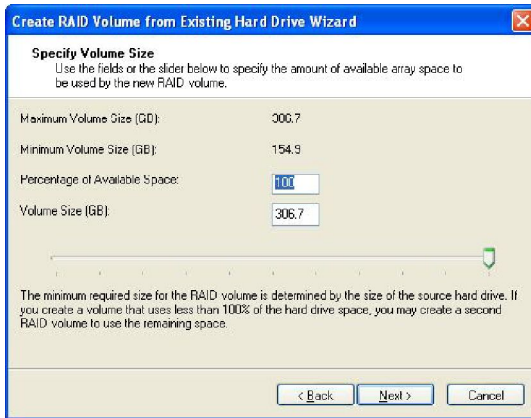 Create RAID Volume from Existing Hard Drive Wizard
Specify Volume Size
Use the fields or the slider below to specify the amount of available array space to
be used by the new RAID volume.
Maximum Volume Size (GB): 306.7
Minimum Volume Size (GB): 154.9
Percentage of Available Space: 100
Volume Size (GB): 306.7
The minimum required size for the RAID volume is determined by the size of the source hard drive. If
you create a volume that uses less than 100% of the hard drive space, you may create a second
RAID volume to use the remaining space.
< Back Next > Cancel